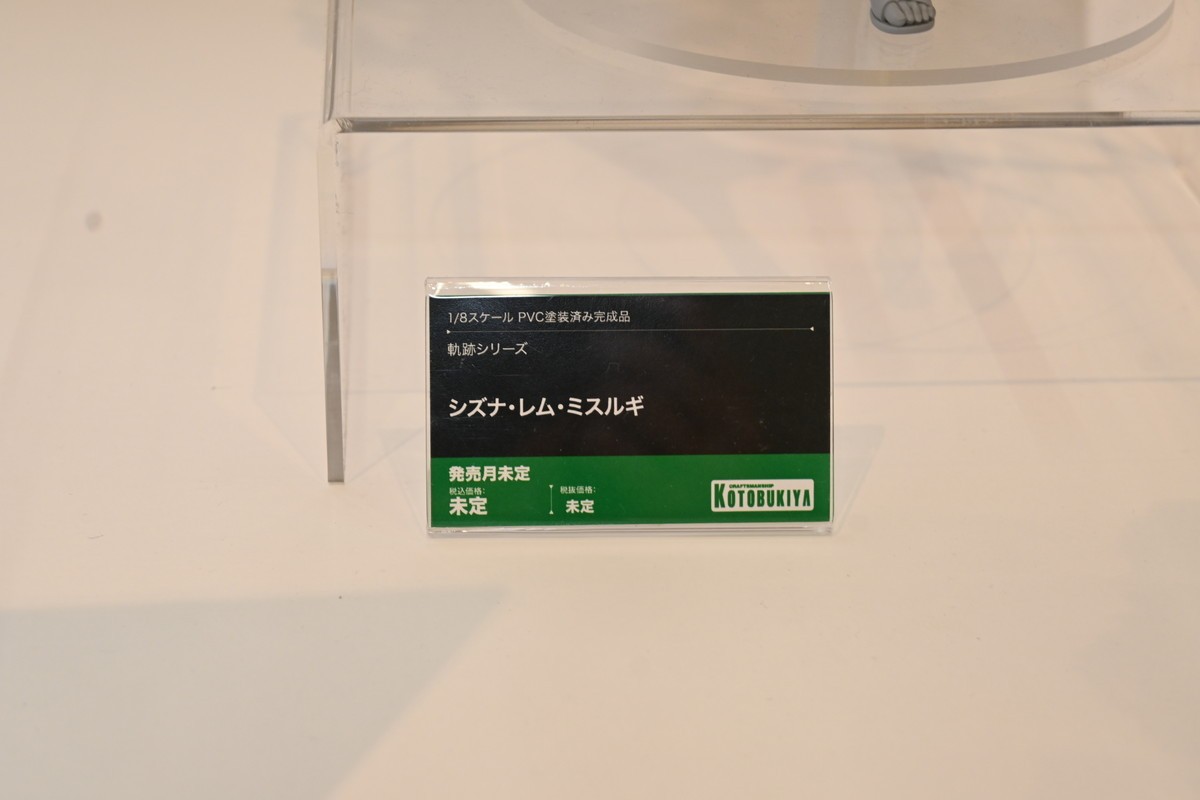 1/8スケール PVC塗装済み完成品
軌跡シリーズ
シズナ・レム・ミスルギ
発売月未定
税込価格: 税抜価格:
未定 未定
CRAFTSMANSHIP
KOTOBUKIYA